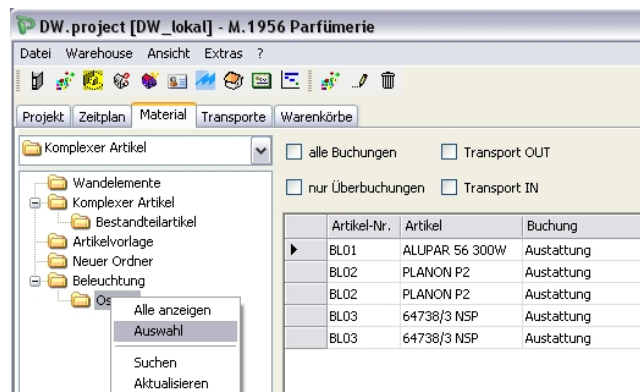 DW.project [DW_lokal] - M.1956 Parfümerie
Datei Warehouse Ansicht Extras ?
Projekt Zeitplan Material Transporte Warenkörbe
Komplexer Artikel
alle Buchungen Transport OUT
nur Überbuchungen Transport IN
Wandelemente
Komplexer Artikel
Bestandteilartikel
Artikelvorlage
Neuer Ordner
Beleuchtung
Alle anzeigen
Auswahl
Suchen
Aktualisieren
Artikel-Nr. Artikel Buchung
BL01 ALUPAR 56 300W Austattung
BL02 PLANON P2 Austattung
BL02 PLANON P2 Austattung
BL03 64738/3 NSP Austattung
BL03 64738/3 NSP Austattung